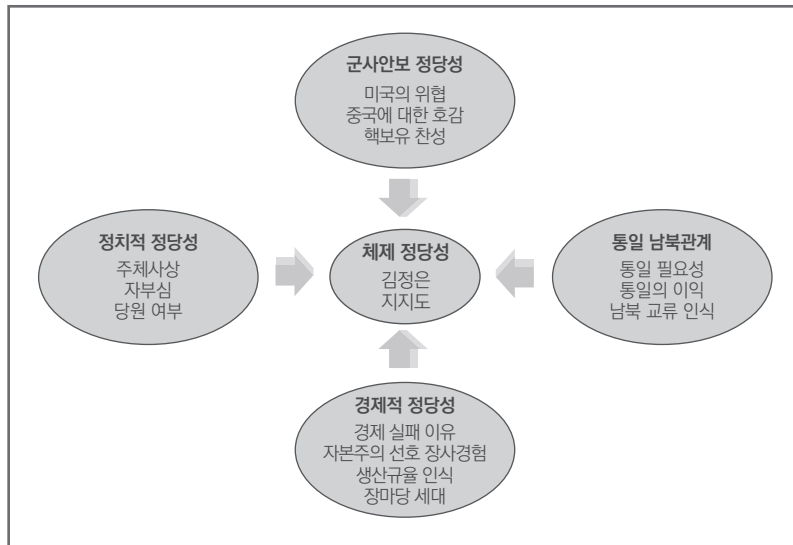 군사안보 정당성
미국의 위협
중국에 대한 호감
핵보유 찬성
정치적 정당성
주체사상
자부심
당원 여부
체제 정당성
김정은
지지도
통일 남북관계
통일 필요성
통일의 이익
남북 교류 인식
경제적 정당성
경제 실패 이유
자본주의 선호 장사경험
생산규율 인식
장마당 세대